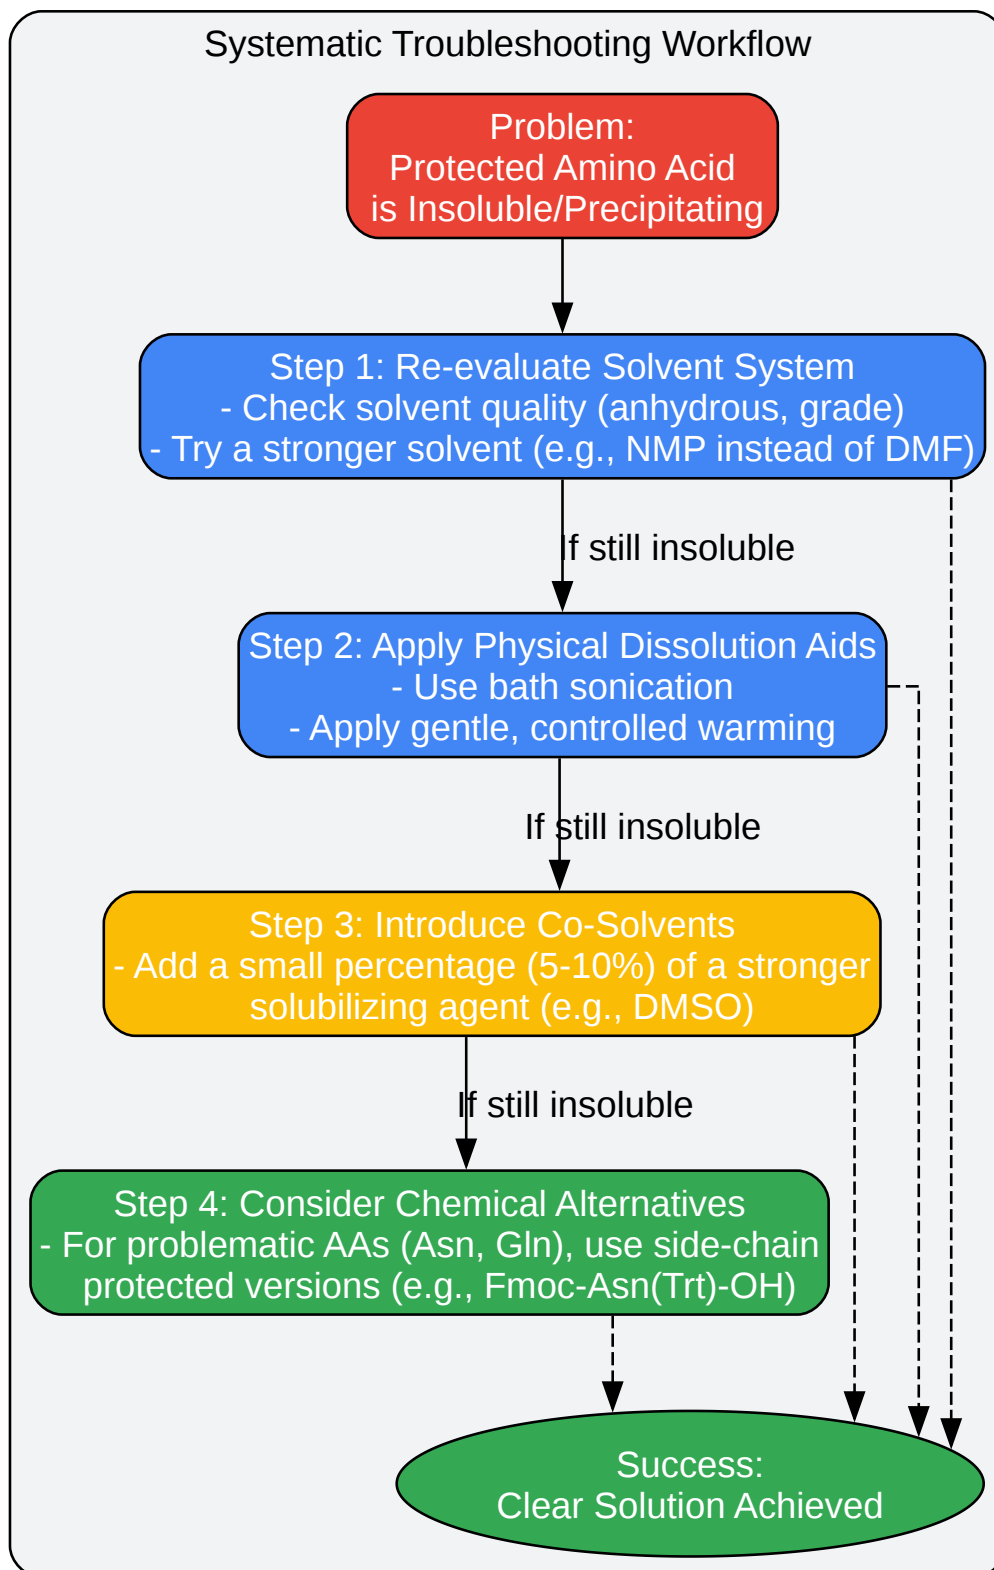 Systematic Troubleshooting Workflow
Problem:
Protected Amino Acid
is Insoluble/Precipitating
Step 1: Re-evaluate Solvent System
- Check solvent quality (anhydrous, grade)
- Try a stronger solvent (e.g., NMP instead of DMF)
If still insoluble
Step 2: Apply Physical Dissolution Aids
- Use bath sonication
- Apply gentle, controlled warming
If still insoluble
Step 3: Introduce Co-Solvents
- Add a small percentage (5-10%) of a stronger
solubilizing agent (e.g., DMSO)
If still insoluble
Step 4: Consider Chemical Alternatives
- For problematic AAs (Asn, Gln), use side-chain
protected versions (e.g., Fmoc-Asn(Trt)-OH)
Success:
Clear Solution Achieved